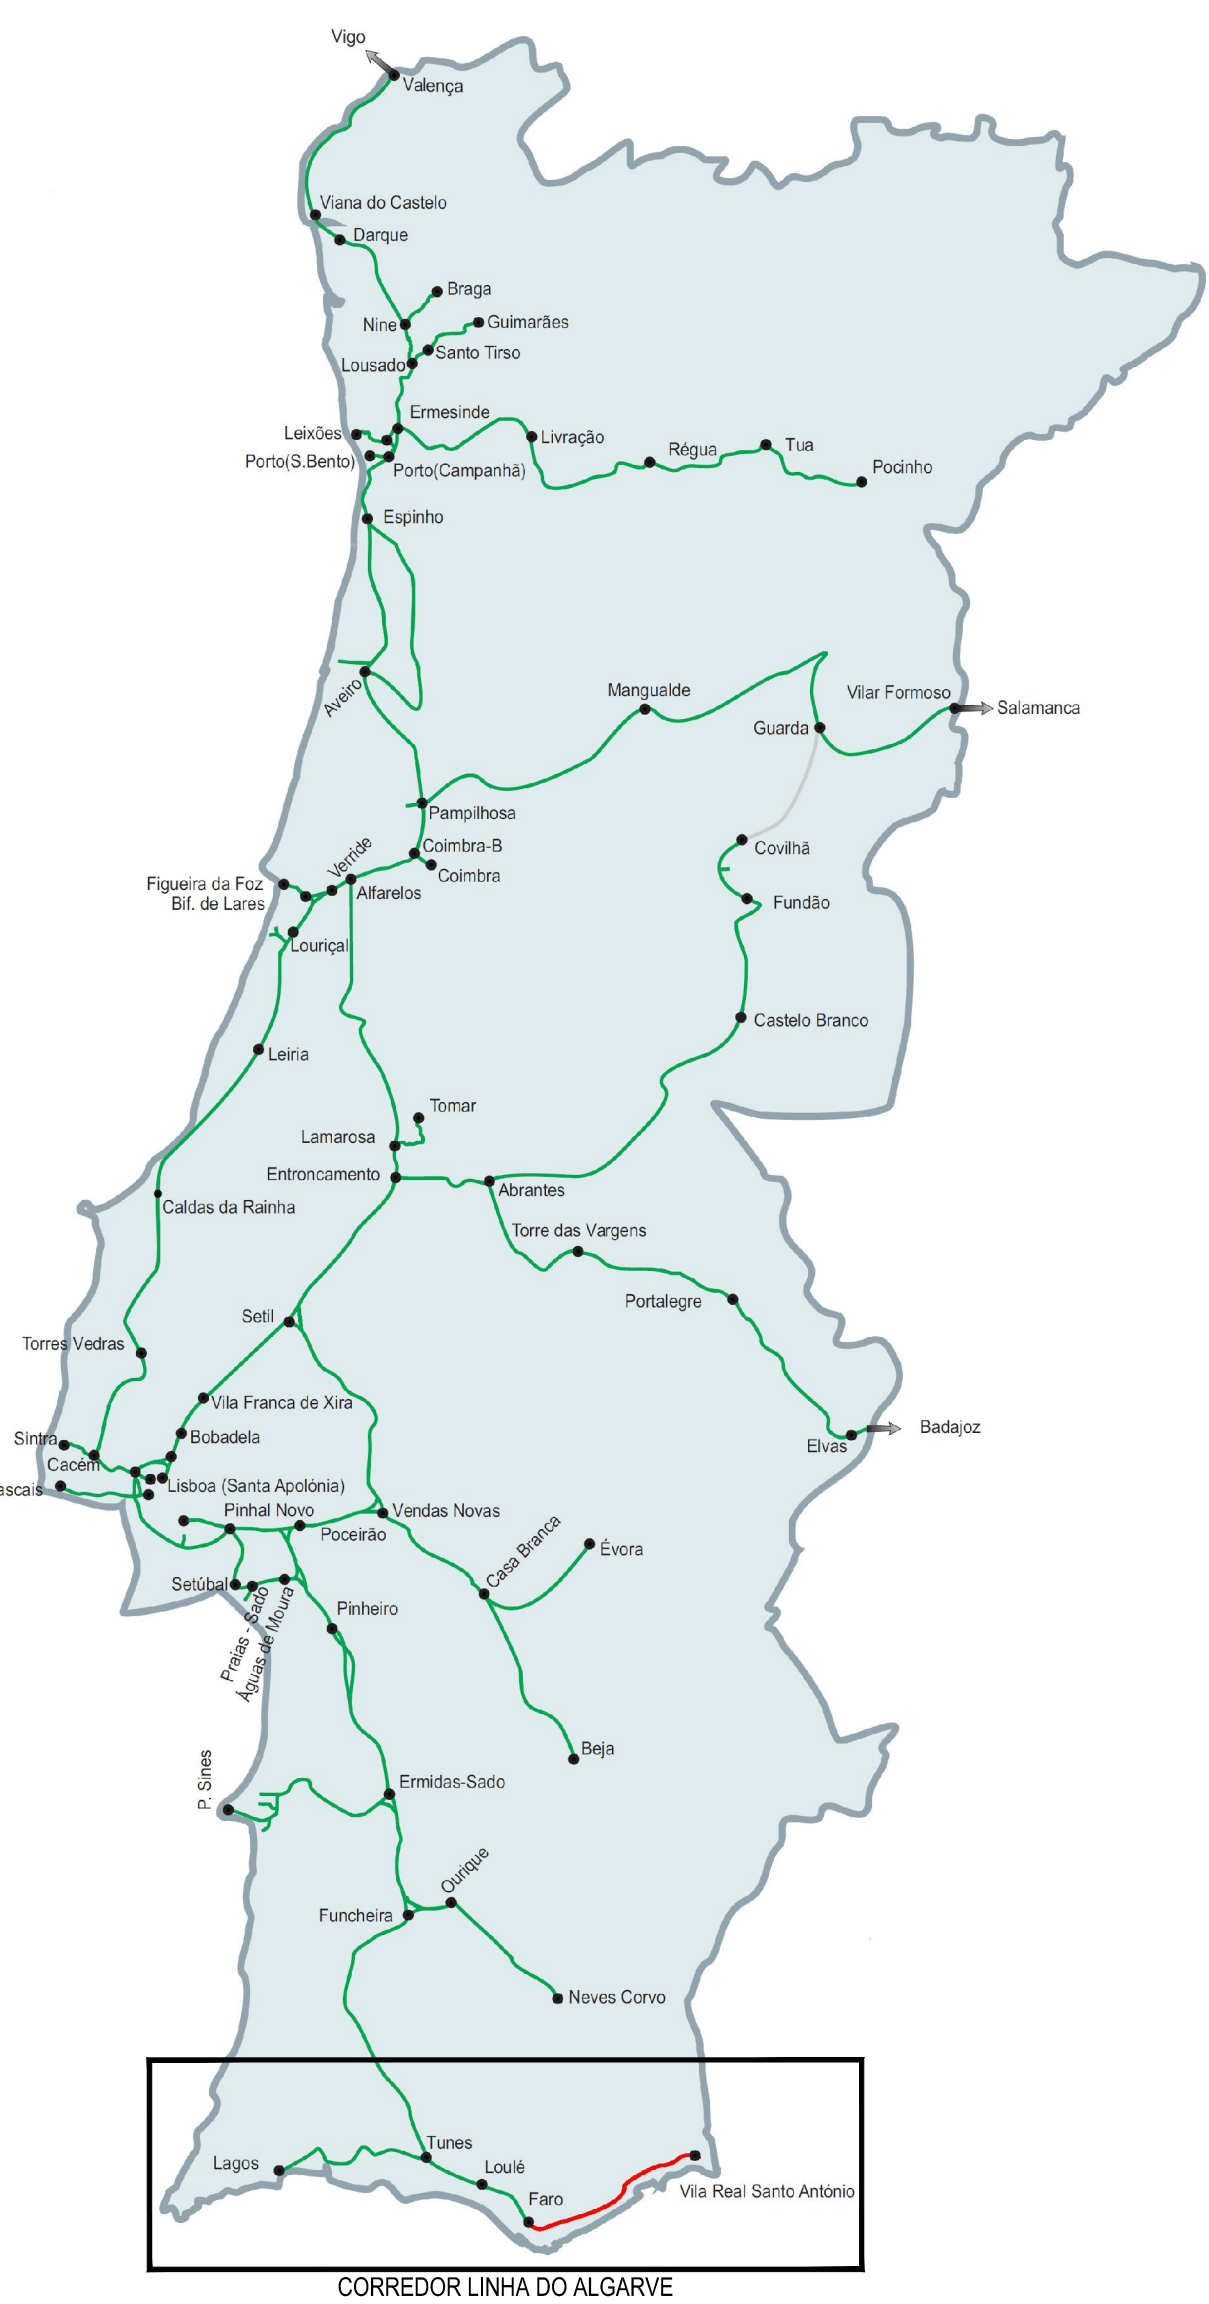 Vigo
Valença
Viana do Castelo
Darque
Braga
Nine
Guimarães
Santo Tirso
Lousado
Ermesinde
Leixões
Livração
Régua
Tua
Porto(S.Bento)
Porto(Campanhã)
Pocinho
Espinho
Aveiro
Mangualde
Vilar Formoso
Salamanca
Guarda
Pampilhosa
Coimbra-B
Verride
Covilhã
Coimbra
Figueira da Foz
Alfarelos
Bif. de Lares
Fundão
Louriçal
Castelo Branco
Leiria
Tomar
Lamarosa
Entroncamento
Abrantes
Caldas da Rainha
Torre das Vargens
Portalegre
Setil
Torres Vedras
Vila Franca de Xira
Badajoz
Sintra
Bobadela
Elvas
Cacém
Lisboa (Santa Apolónia)
ascais
Pinhal Novo
Vendas Novas
Poceirão
Casa Branca
Évora
Setúbal
Praias - Sado
Águas de Moura
Pinheiro
Beja
P. Sines
Ermidas-Sado
Ourique
Funcheira
Neves Corvo
Tunes
Lagos
Loulé
Vila Real Santo António
Faro
CORREDOR LINHA DO ALGARVE